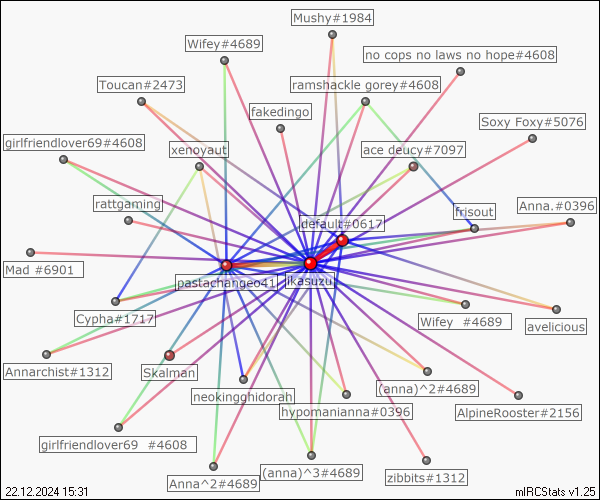 Mushy#1984
Wifey#4689
no cops no laws no hope#4608
Toucan#2473
ramshackle gorey#4608
fakedingo
Soxy Foxy#5076
girlfriendlover69#4608
xenoyaut
ace deucy#7097
rattgaming
Anna.#0396
frisout
default#0617
Mad #6901
pastachangeo41
ikasuzu
Cypha#1717
Wifey  #4689
avelicious
Annarchist#1312
Skalman
neokingghidorah
(anna)^2#4689
hypomanianna#0396
AlpineRooster#2156
girlfriendlover69  #4608
Anna^2#4689
(anna)^3#4689
zibbits#1312
22.12.2024 15:31
mIRCStats v1.25